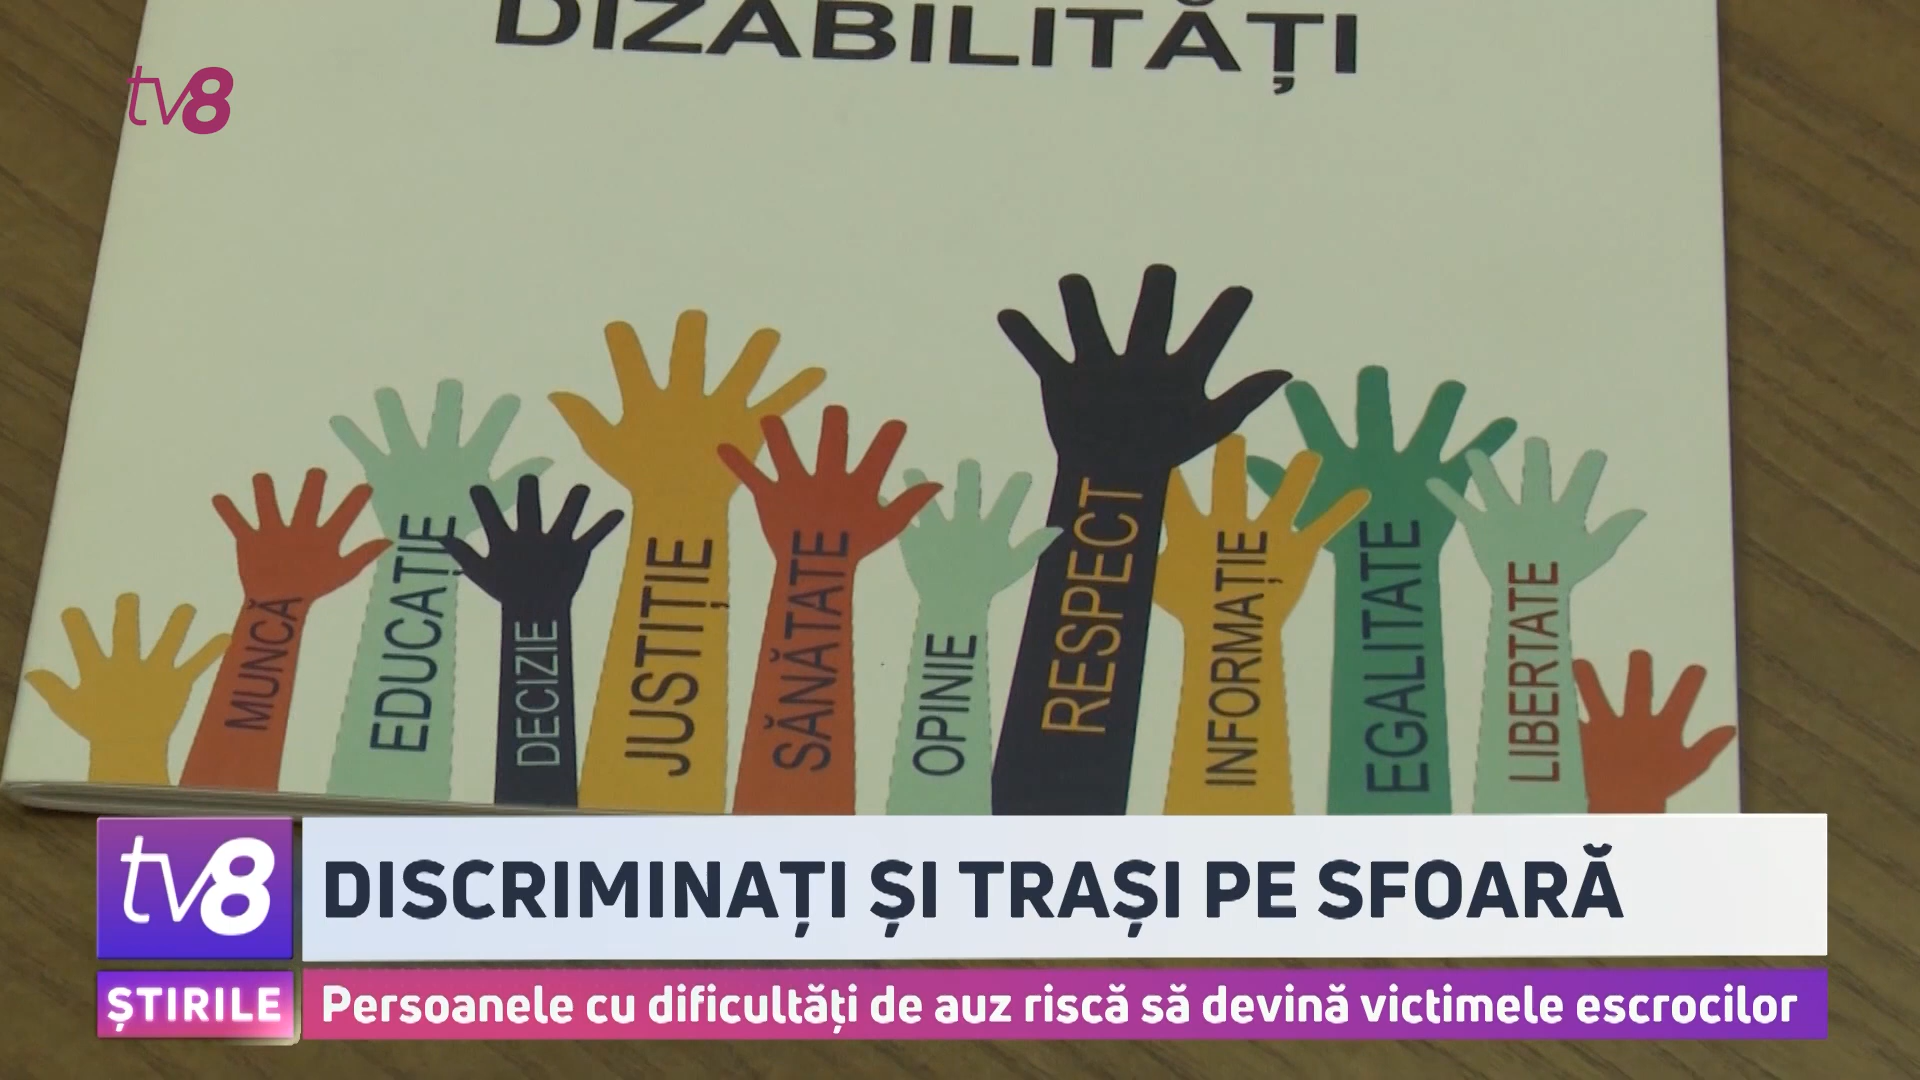 DIZABILITĂȚI
tv8
MUNCĂ
EDUCAȚIE
DECIZIE
JUSTIȚIE
SĂNĂTATE
OPINIE
RESPECT
INFORMAȚIE
EGALITATE
LIBERTATE
tv8
DISCRIMINAȚI ȘI TRAȘI PE SFOARĂ
ȘTIRILE
Persoanele cu dificultăți de auz riscă să devină victimele escrocilor